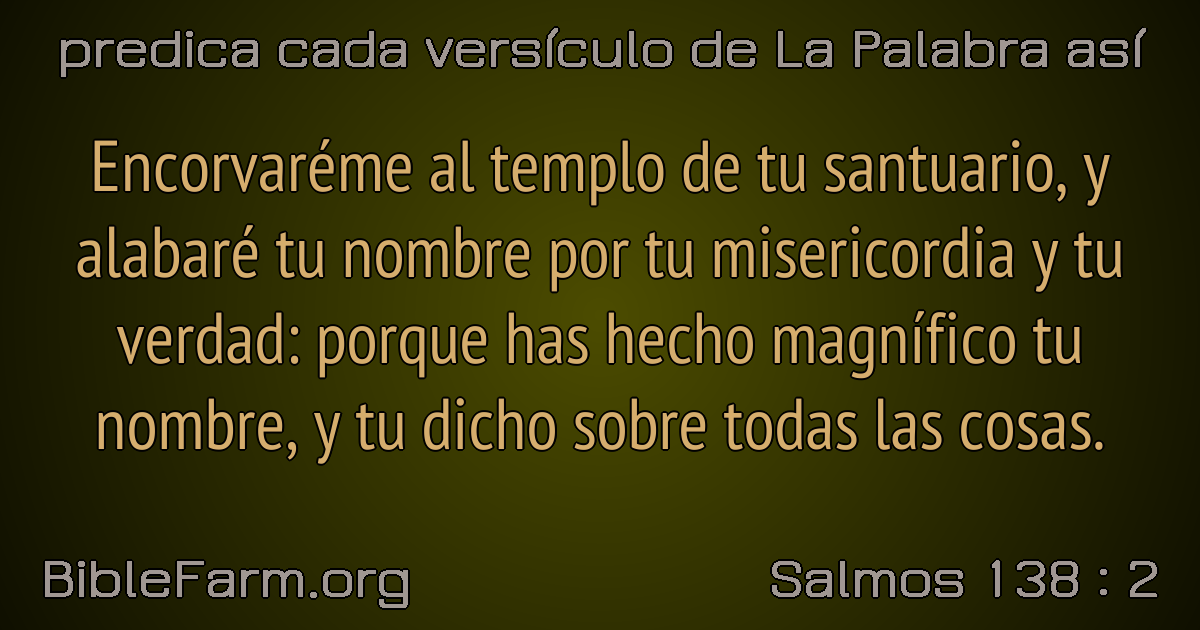 predica cada versículo de La Palabra así
Encorvaréme al templo de tu santuario, y
alabaré tu nombre por tu misericordia y tu
verdad: porque has hecho magnífico tu
nombre, y tu dicho sobre todas las cosas.
BibleFarm.org
Salmos 138 : 2